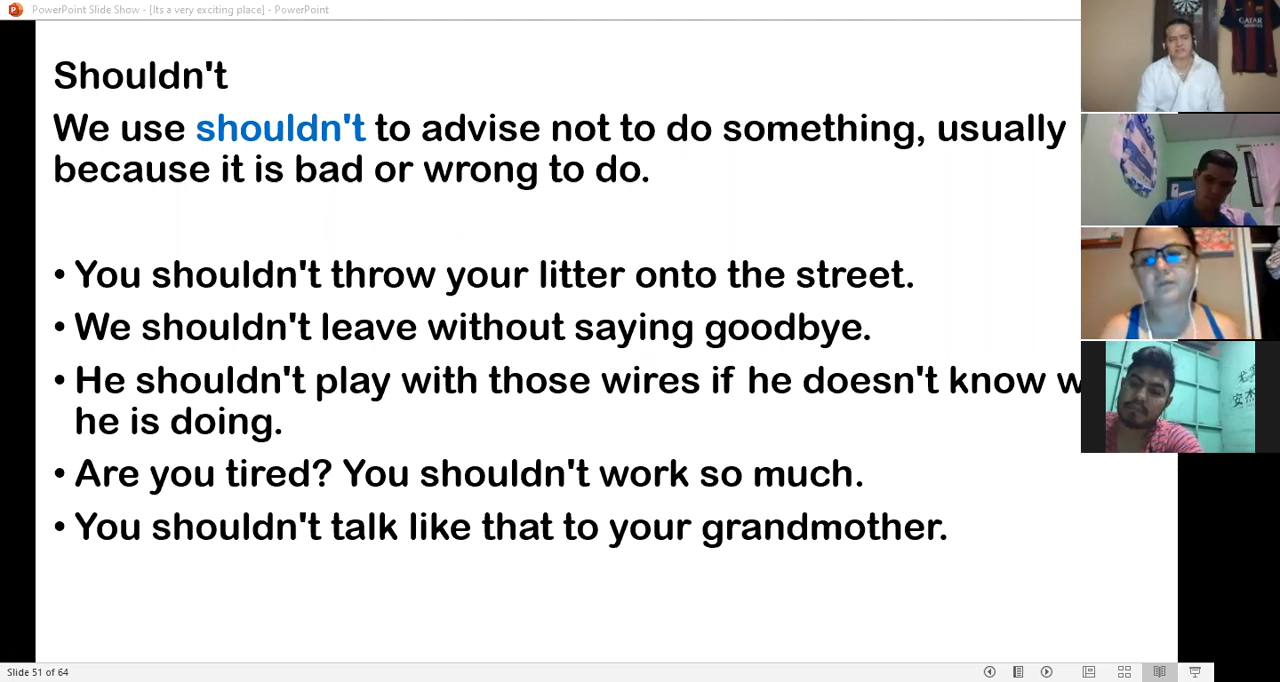 PowerPoint Slide Show - [Its a very exciting place] - PowerPoint
Shouldn't
We use shouldn't to advise not to do something, usually
because it is bad or wrong to do.
• You shouldn't throw your litter onto the street.
• We shouldn't leave without saying goodbye.
• He shouldn't play with those wires if he doesn't know
he is doing.
• Are you tired? You shouldn't work so much.
• You shouldn't talk like that to your grandmother.
QATAR
Slide 51 of 64